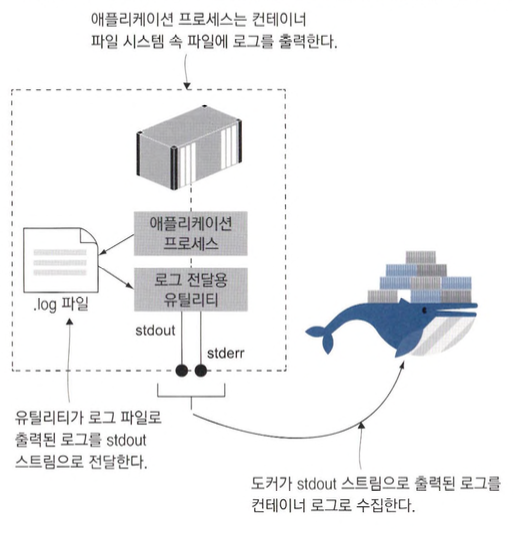 애플리케이션 프로세스는 컨테이너
파일 시스템 속 파일에 로그를 출력한다.
애플리케이션
프로세스
로그 전달용
유틸리티
.log 파일
stdout
stderr
유틸리티가 로그 파일로
출력된 로그를 stdout
스트림으로 전달한다.
도커가 stdout 스트림으로 출력된 로그를
컨테이너 로그로 수집한다.